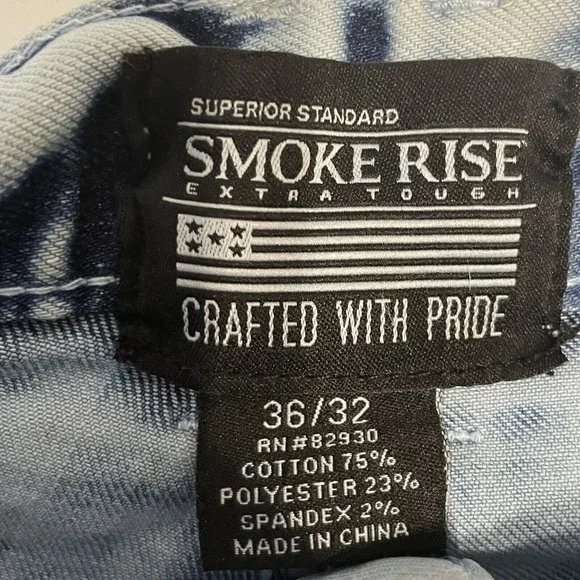 SUPERIOR STANDARD
SMOKE RISE
EXTRA TOUGH
CRAFTED WITH PRIDE
36/32
RN#82930
COTTON 75%
POLYESTER 23%
SPANDEX 2%
MADE IN CHINA